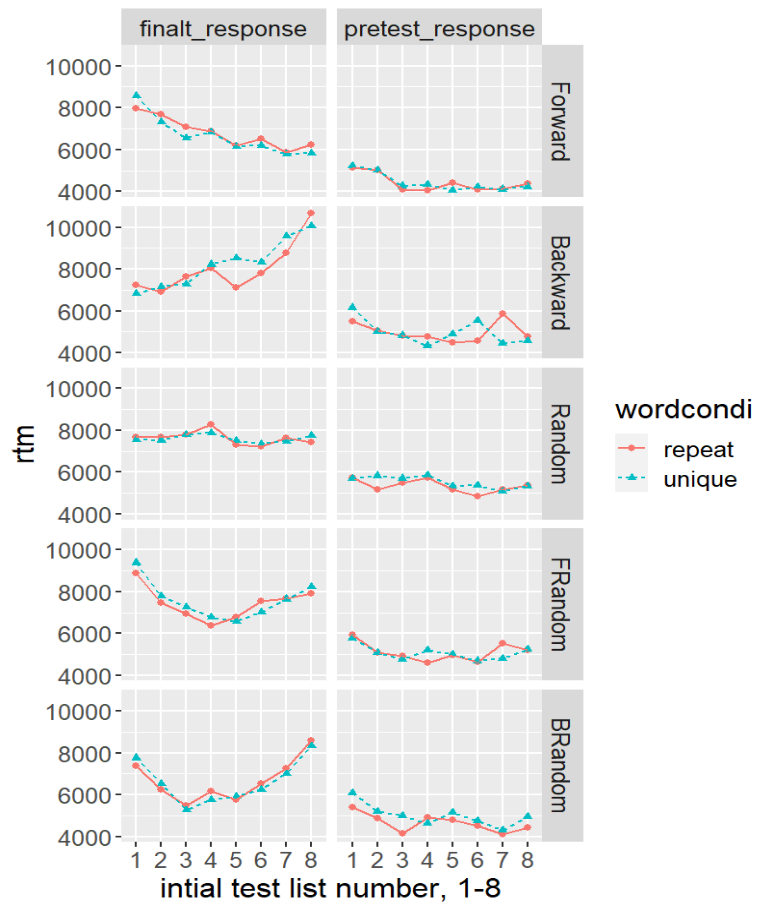 finalt_response pretest_response
10000
8000
6000
4000
Forward
10000
8000
6000
4000
Backward
10000
8000
6000
4000
Random
10000
8000
6000
4000
FRandom
10000
8000
6000
4000
BRandom
rtm
1 2 3 4 5 6 7 8 1 2 3 4 5 6 7 8
intial test list number, 1-8
wordcondi
repeat
unique